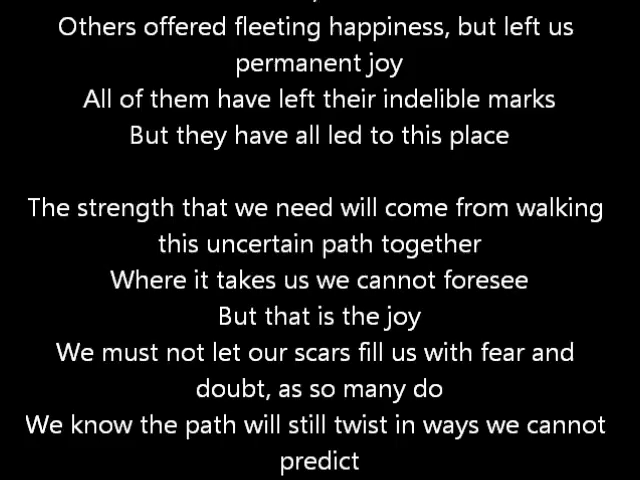 Others offered fleeting happiness, but left us
permanent joy
All of them have left their indelible marks
But they have all led to this place
The strength that we need will come from walking
this uncertain path together
Where it takes us we cannot foresee
But that is the joy
We must not let our scars fill us with fear and
doubt, as so many do
We know the path will still twist in ways we cannot
predict